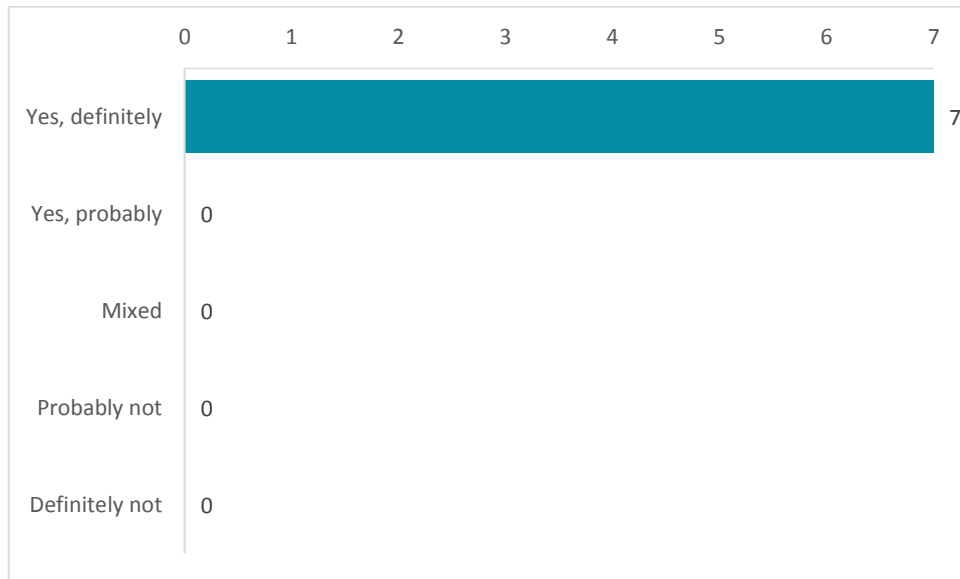 0 1 2 3 4 5 6 7
Yes, definitely 7
Yes, probably 0
Mixed 0
Probably not 0
Definitely not 0